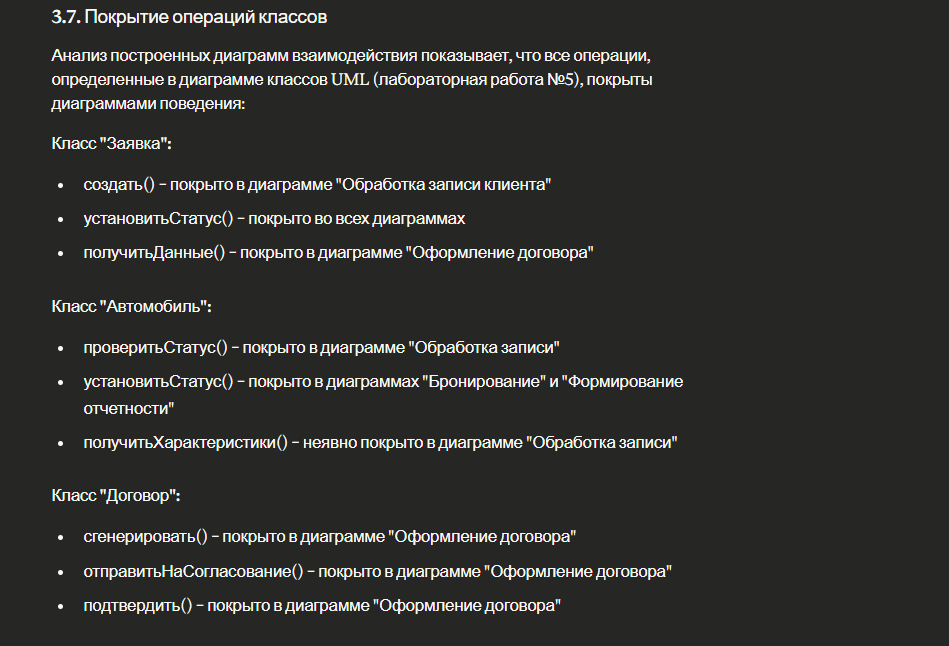 3.7. Покрытие операций классов
Анализ построенных диаграмм взаимодействия показывает, что все операции,
определенные в диаграмме классов UML (лабораторная работа №5), покрыты
диаграммами поведения:
Класс "Заявка":
• создать() – покрыто в диаграмме "Обработка записи клиента"
• установитьСтатус() – покрыто во всех диаграммах
• получитьДанные() – покрыто в диаграмме "Оформление договора"
Класс "Автомобиль":
• проверитьСтатус() – покрыто в диаграмме "Обработка записи"
• установитьСтатус() – покрыто в диаграммах "Бронирование" и "Формирование
отчетности"
• получитьХарактеристики() – неявно покрыто в диаграмме "Обработка записи"
Класс "Договор":
• сгенерировать() – покрыто в диаграмме "Оформление договора"
• отправитьНаСогласование() – покрыто в диаграмме "Оформление договора"
• подтвердить() – покрыто в диаграмме "Оформление договора"